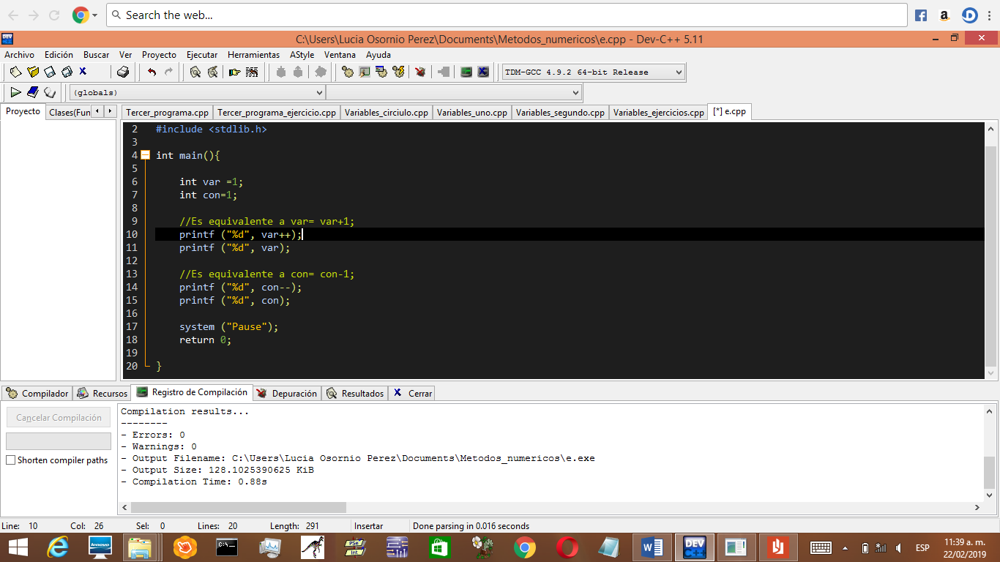 Search the web...
C:\Users\Lucia Osornio Perez\Documents\Metodos_numericos\e.cpp - Dev-C++ 5.11
Archivo Edición Buscar Ver Proyecto Ejecutar Herramientas AStyle Ventana Ayuda
TDM-GCC 4.9.2 64-bit Release
(globals)
Proyecto Clases(Fun Tercer_programa.cpp Tercer_programa_ejercicio.cpp Variables_circiulo.cpp Variables_uno.cpp Variables_segundo.cpp Variables_ejercicios.cpp [*] e.cpp
2 #include <stdlib.h>
3
4 int main(){
5
6 int var =1;
7 int con=1;
8
9 //Es equivalente a var= var+1;
10 printf ("%d", var++);
11 printf ("%d", var);
12
13 //Es equivalente a con= con-1;
14 printf ("%d", con--);
15 printf ("%d", con);
16
17 system ("Pause");
18 return 0;
19
20 }
Compilador Recursos Registro de Compilación Depuración Resultados Cerrar
Cancelar Compilación
Shorten compiler paths
Compilation results...
--------
- Errors: 0
- Warnings: 0
- Output Filename: C:\Users\Lucia Osornio Perez\Documents\Metodos_numericos\e.exe
- Output Size: 128.1025390625 KiB
- Compilation Time: 0.88s
Line: 10 Col: 26 Sel: 0 Lines: 20 Length: 291 Insertar Done parsing in 0.016 seconds
lenovo
C:\_
PSe Int
DEV C++
ESP
11:39 a. m.
22/02/2019